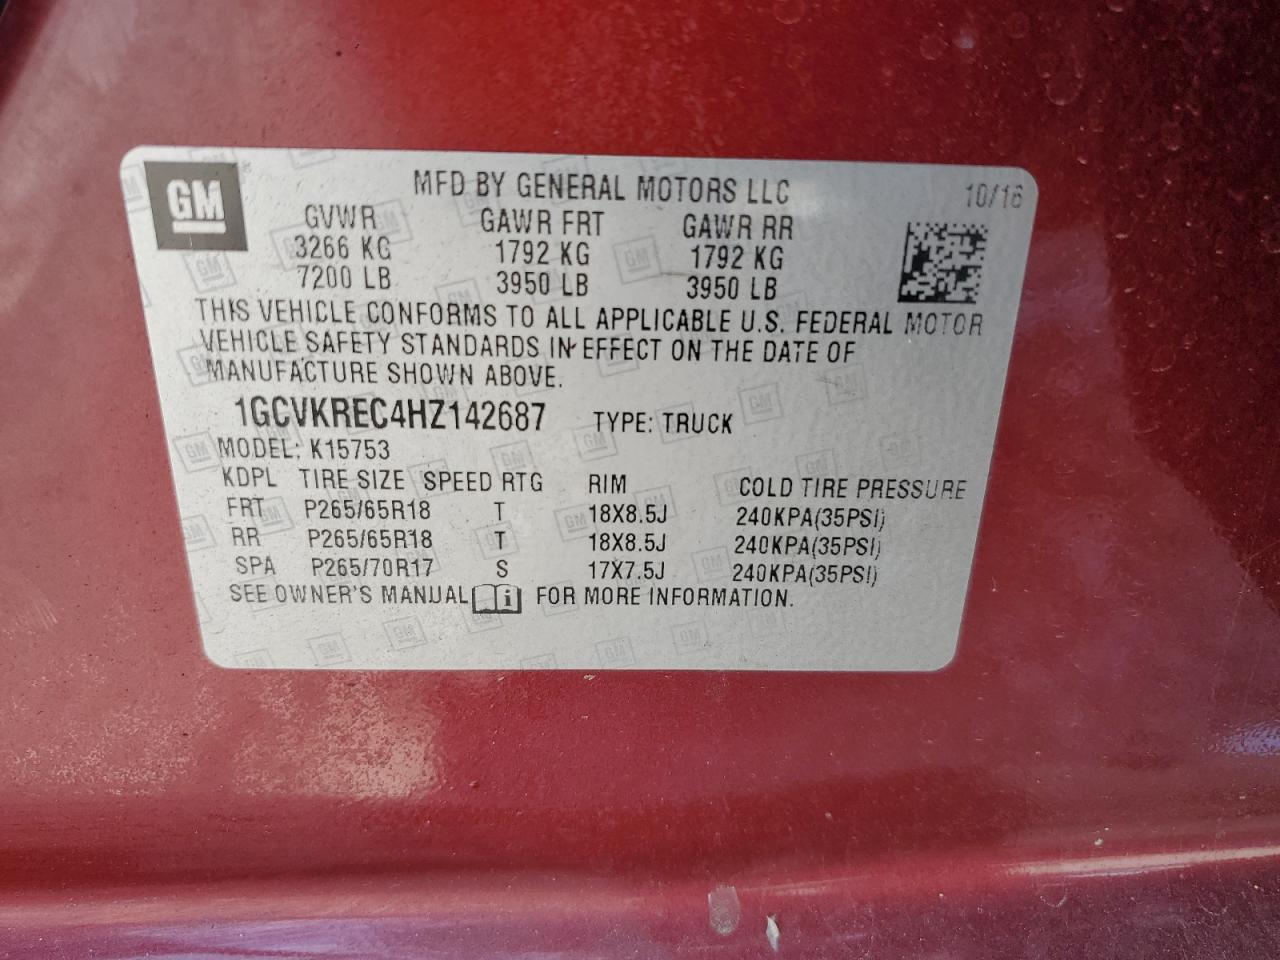 GM
MFD BY GENERAL MOTORS LLC 10/16
GVWR GAWR FRT GAWR RR
3266 KG 1792 KG 1792 KG
7200 LB 3950 LB 3950 LB
THIS VEHICLE CONFORMS TO ALL APPLICABLE U.S. FEDERAL MOTOR
VEHICLE SAFETY STANDARDS IN EFFECT ON THE DATE OF
MANUFACTURE SHOWN ABOVE.
1GCVKREC4HZ142687 TYPE: TRUCK
MODEL: K15753
KDPL TIRE SIZE SPEED RTG RIM COLD TIRE PRESSURE
FRT P265/65R18 T 18X8.5J 240KPA(35PSI)
RR P265/65R18 T 18X8.5J 240KPA(35PSI)
SPA P265/70R17 S 17X7.5J 240KPA(35PSI)
SEE OWNER'S MANUAL i FOR MORE INFORMATION.